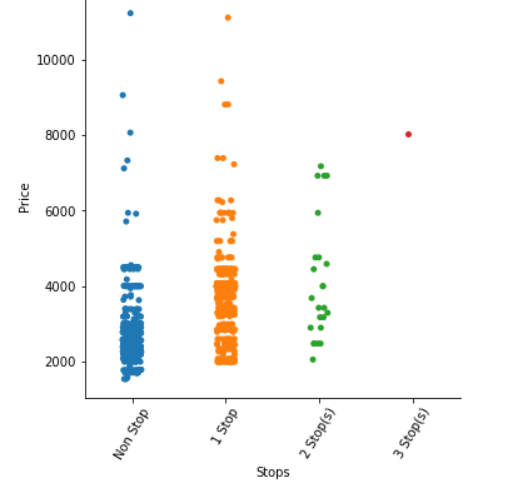 10000
8000
6000
4000
2000
Price
Non Stop
1 Stop
2 Stop(s)
3 Stop(s)
Stops